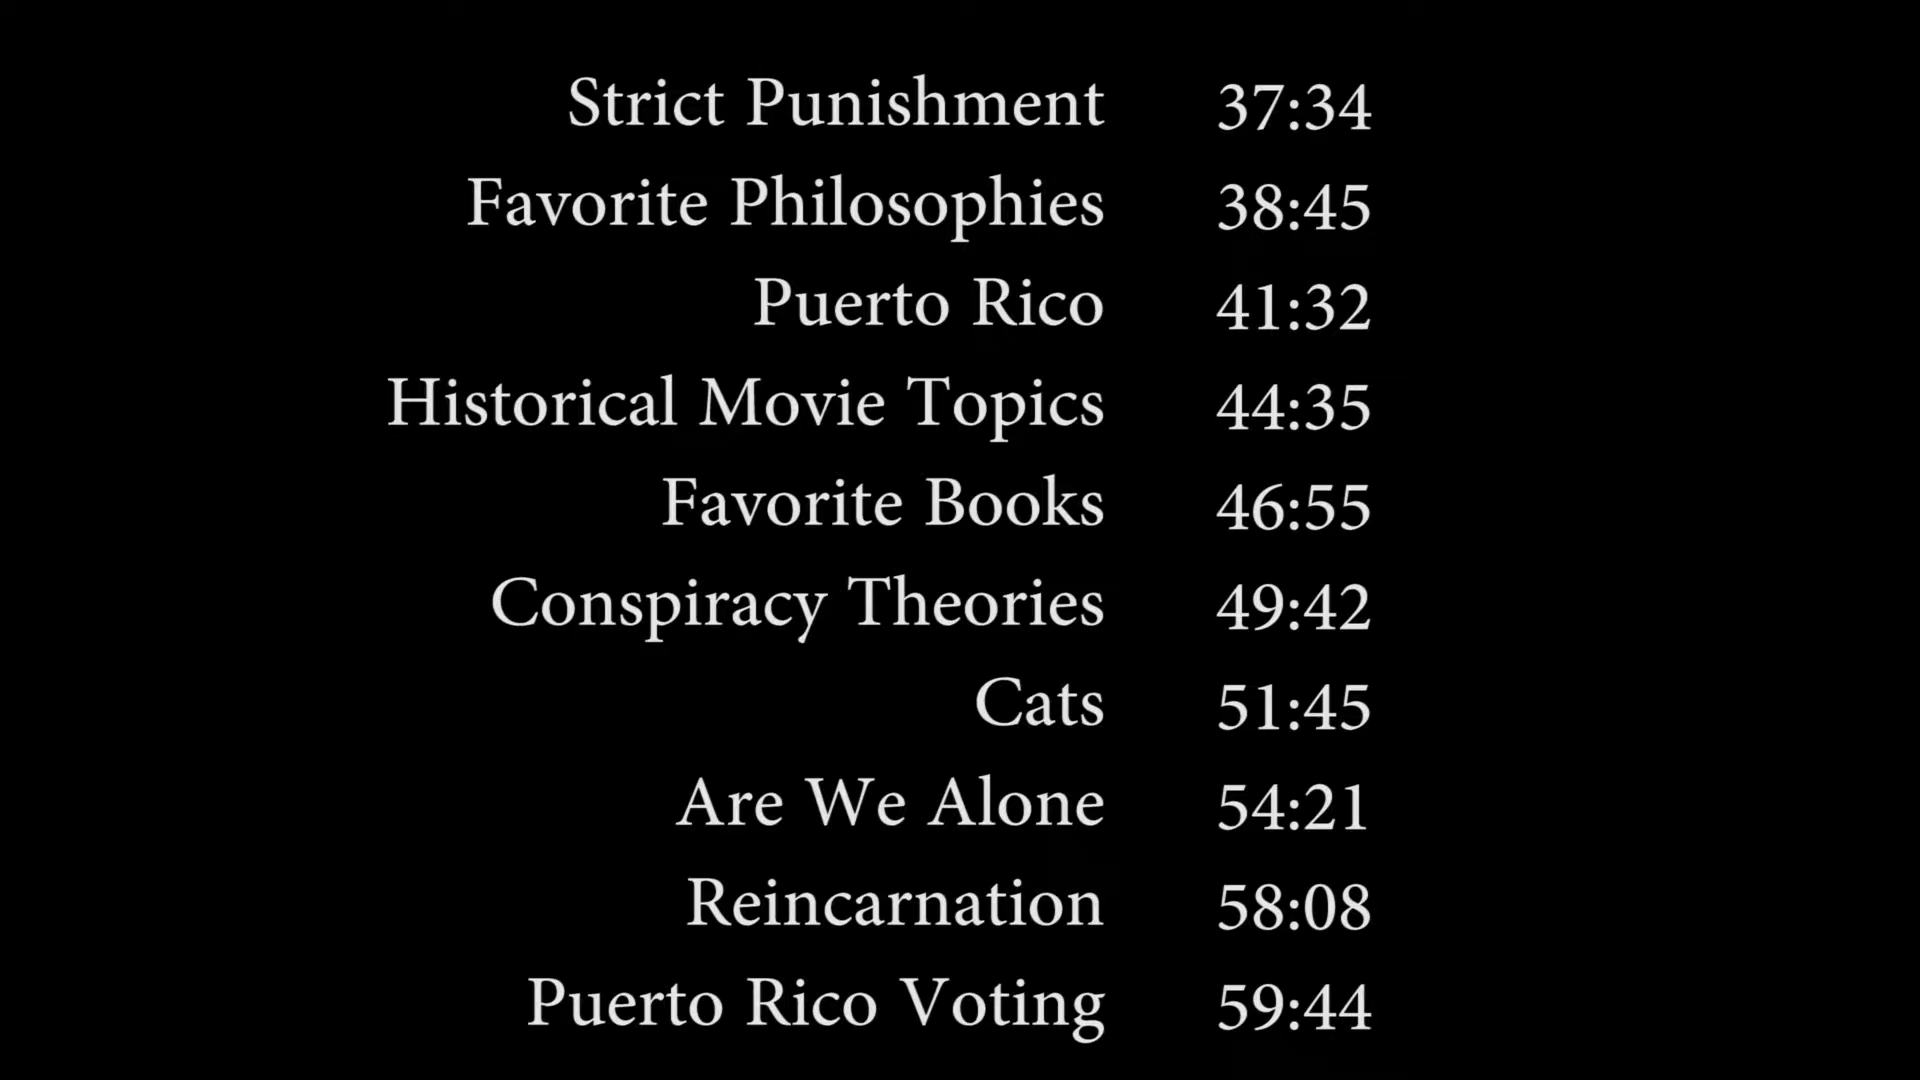 Strict Punishment 37:34
Favorite Philosophies 38:45
Puerto Rico 41:32
Historical Movie Topics 44:35
Favorite Books 46:55
Conspiracy Theories 49:42
Cats 51:45
Are We Alone 54:21
Reincarnation 58:08
Puerto Rico Voting 59:44